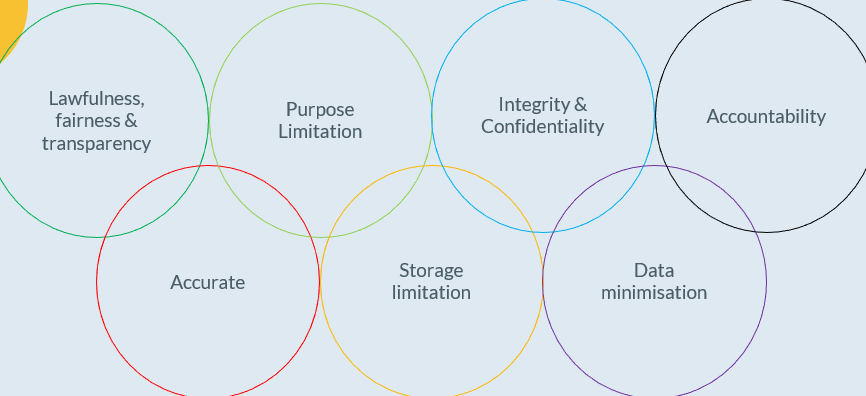 Lawfulness,
fairness &
transparency
Purpose
Limitation
Integrity &
Confidentiality
Accountability
Accurate
Storage
limitation
Data
minimisation